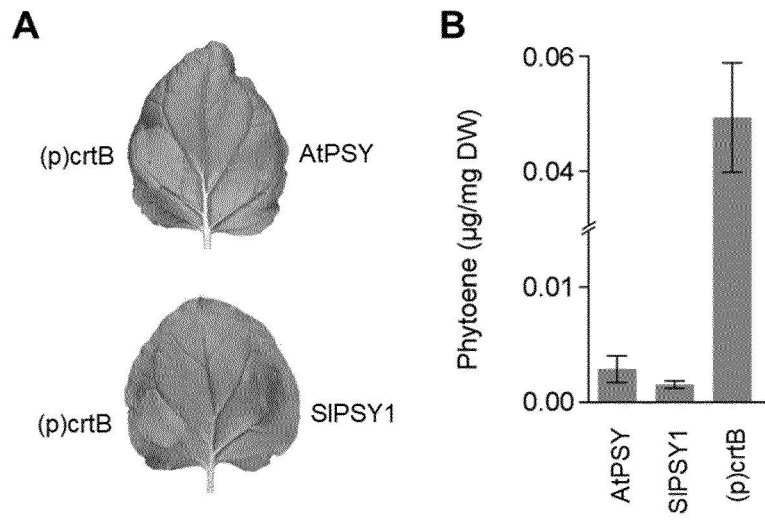 A
(p)crtB
AtPSY
(p)crtB
SlPSY1
B
Phytoene (µg/mg DW)
0.06
0.04
0.01
0.00
AtPSY
SlPSY1
(p)crtB